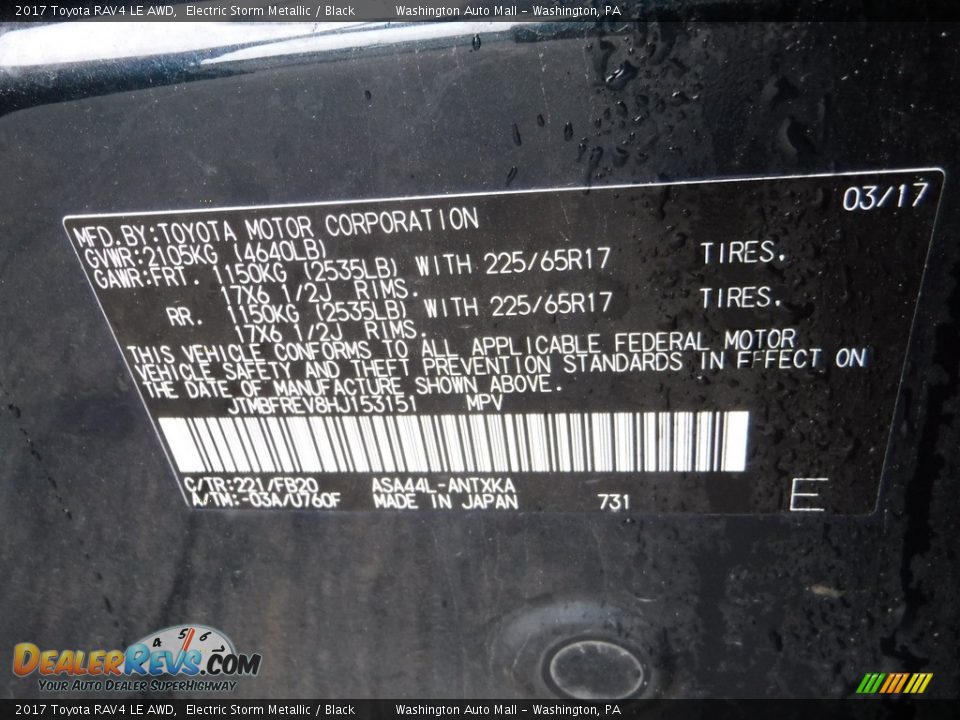 2017 Toyota RAV4 LE AWD, Electric Storm Metallic / Black Washington Auto Mall - Washington, PA
03/17
MFD.BY:TOYOTA MOTOR CORPORATION
GVWR:2105KG (4640LB)
GAWR:FRT. 1150KG (2535LB) WITH 225/65R17 TIRES.
17X6 1/2J RIMS.
RR. 1150KG (2535LB) WITH 225/65R17 TIRES.
17X6 1/2J RIMS.
THIS VEHICLE CONFORMS TO ALL APPLICABLE FEDERAL MOTOR
VEHICLE SAFETY AND THEFT PREVENTION STANDARDS IN EFFECT ON
THE DATE OF MANUFACTURE SHOWN ABOVE.
JTMBFREV8HJ153151 MPV
C/TR:221/FB20 ASA44L-ANTXKA
A/TM:-03A/U760F MADE IN JAPAN 731 E
4 5 6
DEALERREVS.COM
YOUR AUTO DEALER SUPERHIGHWAY
2017 Toyota RAV4 LE AWD, Electric Storm Metallic / Black Washington Auto Mall - Washington, PA